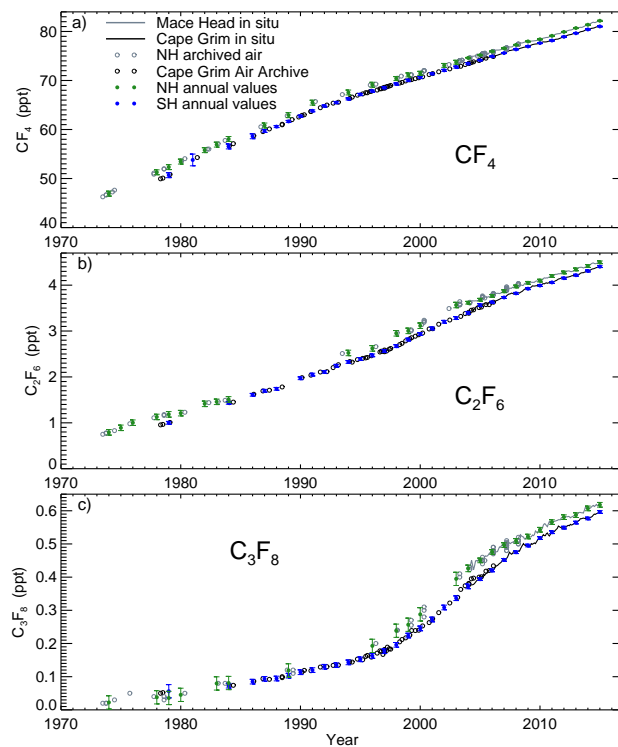 a)
Mace Head in situ
Cape Grim in situ
NH archived air
Cape Grim Air Archive
NH annual values
SH annual values
80
70
60
50
40
CF4 (ppt)
CF4
1970 1980 1990 2000 2010
b)
4
3
2
1
0
C2F6 (ppt)
C2F6
1970 1980 1990 2000 2010
c)
0.6
0.5
0.4
0.3
0.2
0.1
0.0
C3F8 (ppt)
C3F8
1970 1980 1990 2000 2010
Year